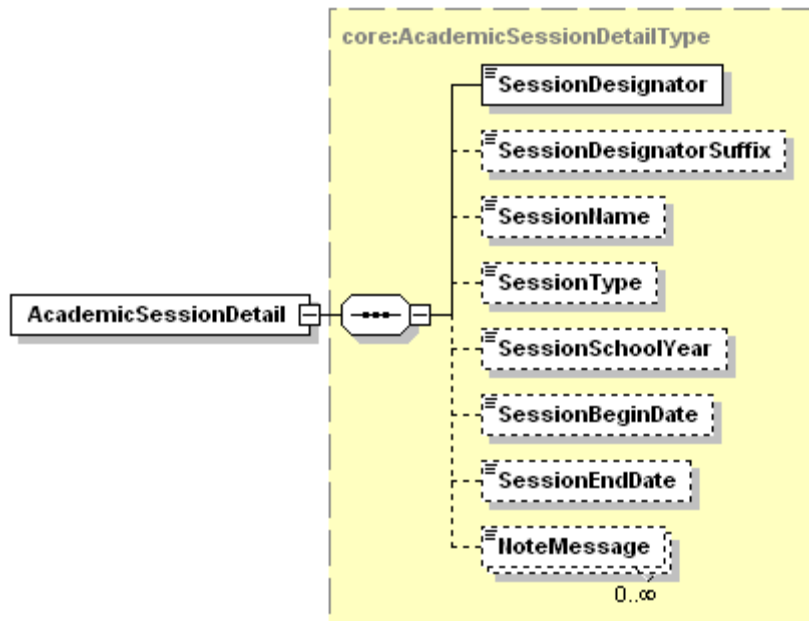 core:AcademicSessionDetailType
SessionDesignator
SessionDesignatorSuffix
SessionName
SessionType
AcademicSessionDetail
SessionSchoolYear
SessionBeginDate
SessionEndDate
NoteMessage
0..∞